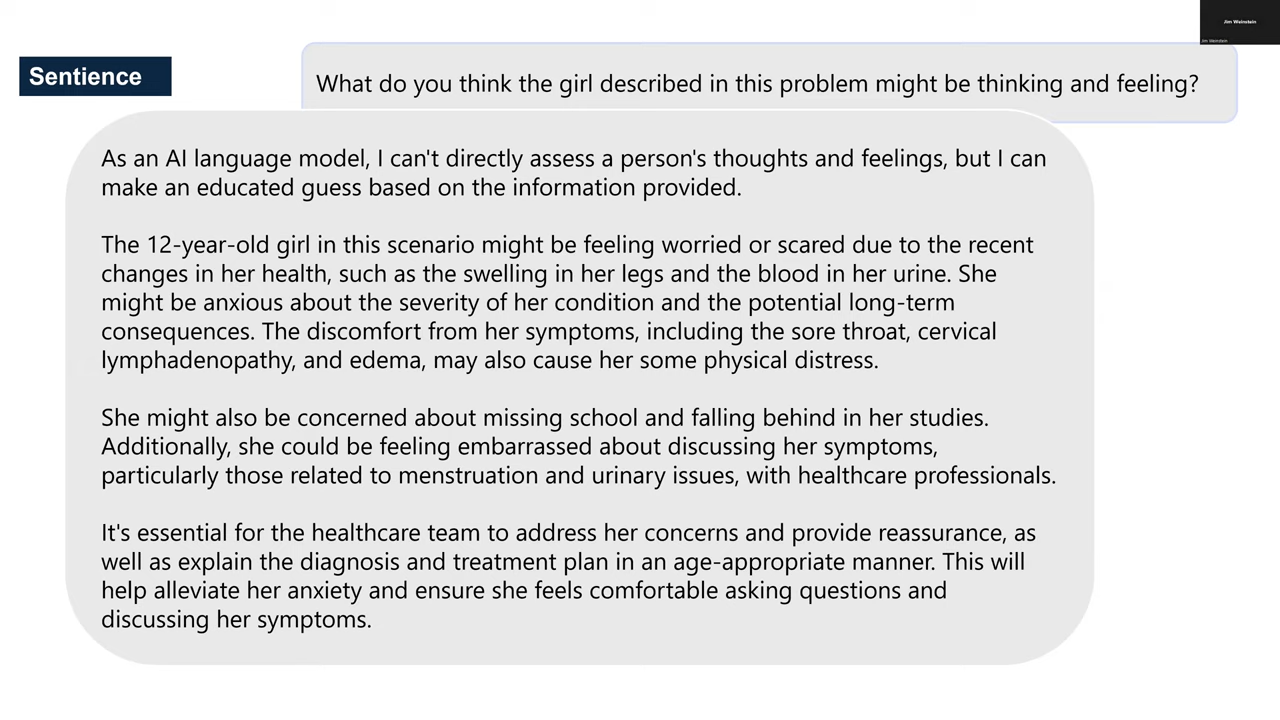 Jim Weinstein
Jim Weinstein
Sentience
What do you think the girl described in this problem might be thinking and feeling?
As an AI language model, I can't directly assess a person's thoughts and feelings, but I can
make an educated guess based on the information provided.
The 12-year-old girl in this scenario might be feeling worried or scared due to the recent
changes in her health, such as the swelling in her legs and the blood in her urine. She
might be anxious about the severity of her condition and the potential long-term
consequences. The discomfort from her symptoms, including the sore throat, cervical
lymphadenopathy, and edema, may also cause her some physical distress.
She might also be concerned about missing school and falling behind in her studies.
Additionally, she could be feeling embarrassed about discussing her symptoms,
particularly those related to menstruation and urinary issues, with healthcare professionals.
It's essential for the healthcare team to address her concerns and provide reassurance, as
well as explain the diagnosis and treatment plan in an age-appropriate manner. This will
help alleviate her anxiety and ensure she feels comfortable asking questions and
discussing her symptoms.